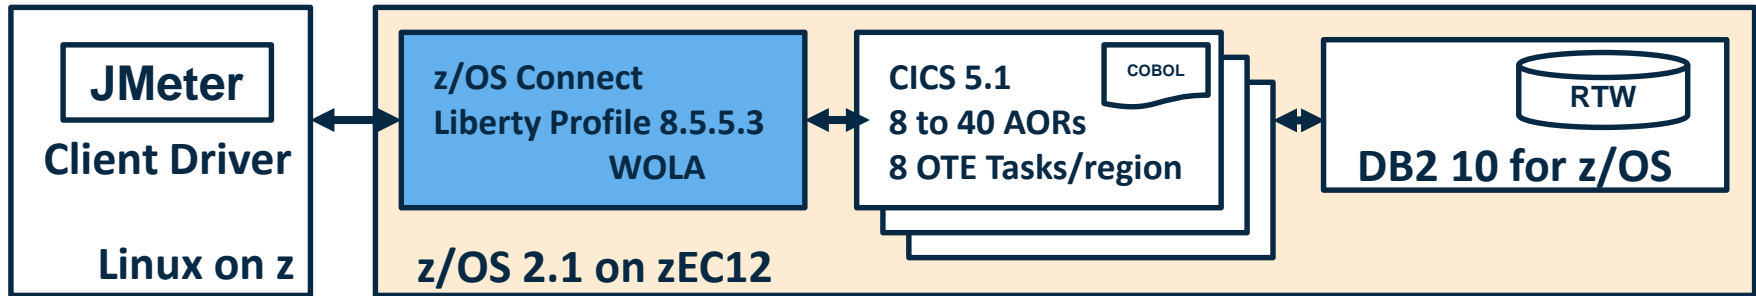 JMeter
Client Driver
Linux on z
z/OS Connect
Liberty Profile 8.5.5.3
WOLA
CICS 5.1
8 to 40 AORs
8 OTE Tasks/region
COBOL
RTW
DB2 10 for z/OS
z/OS 2.1 on zEC12